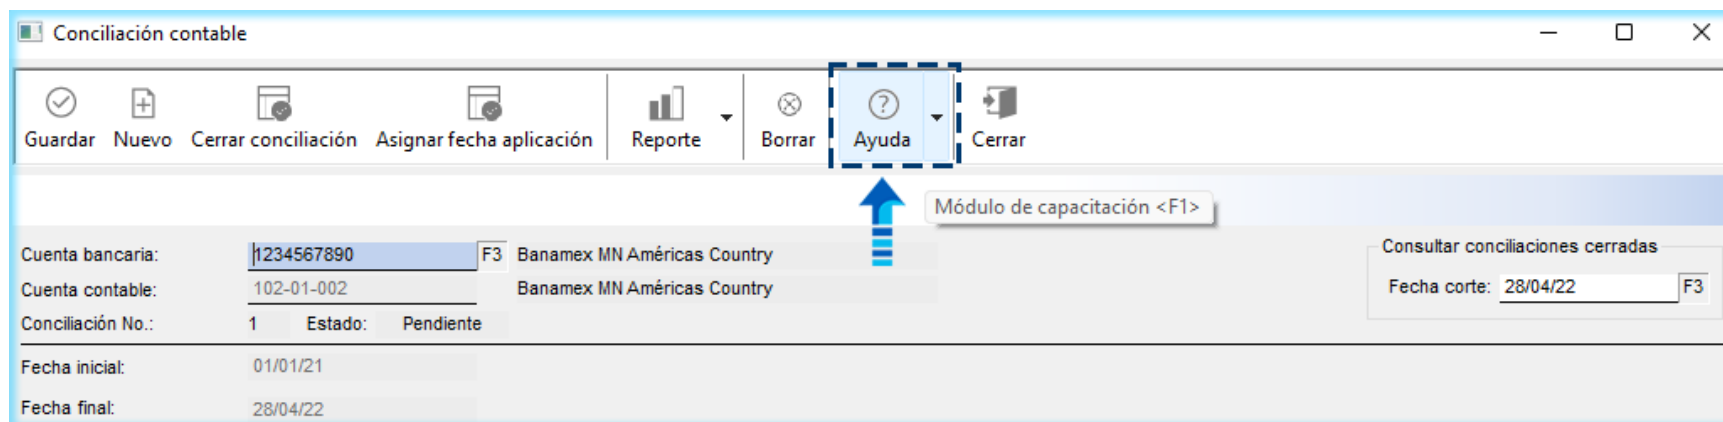 Conciliación contable
Guardar Nuevo Cerrar conciliación Asignar fecha aplicación Reporte Borrar Ayuda Cerrar
Módulo de capacitación <F1>
Cuenta bancaria: 1234567890 F3 Banamex MN Américas Country
Consultar conciliaciones cerradas
Cuenta contable: 102-01-002 Banamex MN Américas Country
Fecha corte: 28/04/22 F3
Conciliación No.: 1 Estado: Pendiente
Fecha inicial: 01/01/21
Fecha final: 28/04/22